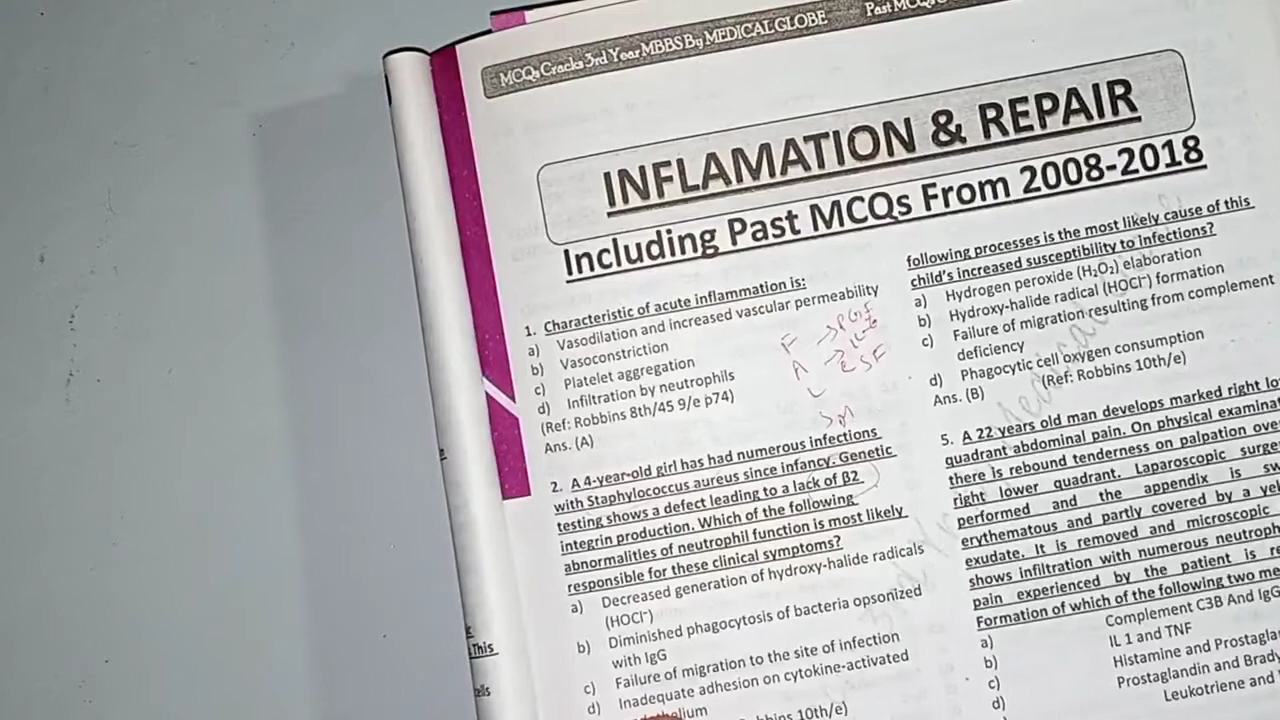 MCQs Cracks 3rd Year MBBS By MEDICAL GLOBE
INFLAMATION & REPAIR
Including Past MCQs From 2008-2018
1. Characteristic of acute inflammation is:
a) Vasodilation and increased vascular permeability
b) Vasoconstriction
c) Platelet aggregation
d) Infiltration by neutrophils
(Ref: Robbins 8th/45 9/e p74)
Ans. (A)
2. A 4-year-old girl has had numerous infections
with Staphylococcus aureus since infancy. Genetic
testing shows a defect leading to a lack of β2
integrin production. Which of the following
abnormalities of neutrophil function is most likely
responsible for these clinical symptoms?
a) Decreased generation of hydroxy-halide radicals
(HOCl⁻)
b) Diminished phagocytosis of bacteria opsonized
with IgG
c) Failure of migration to the site of infection
d) Inadequate adhesion on cytokine-activated
10th/e)
following processes is the most likely cause of this
child's increased susceptibility to Infections?
a) Hydrogen peroxide (H₂O₂) elaboration
b) Hydroxy-halide radical (HOCl⁻) formation
c) Failure of migration resulting from complement
deficiency
d) Phagocytic cell oxygen consumption
Ans. (B) (Ref: Robbins 10th/e)
5. A 22 years old man develops marked right
quadrant abdominal pain. On physical
there is rebound tenderness on palpation
right lower quadrant. Laparoscopic
performed and the appendix is
erythematous and partly covered by a
exudate. It is removed and microscopic
shows infiltration with numerous
pain experienced by the patient is
Formation of which of the following two
a) Complement C3B And IgG
b) IL 1 and TNF
c) Histamine and
d) Prostaglandin and
Leukotriene and
This